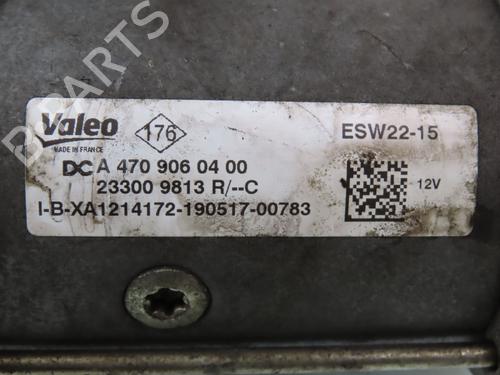 B PARTS
Valeo
MADE IN FRANCE
176
ESW22-15
DC A 470 906 04 00
23300 9813 R/--C
12V
I-B-XA1214172-190517-00783